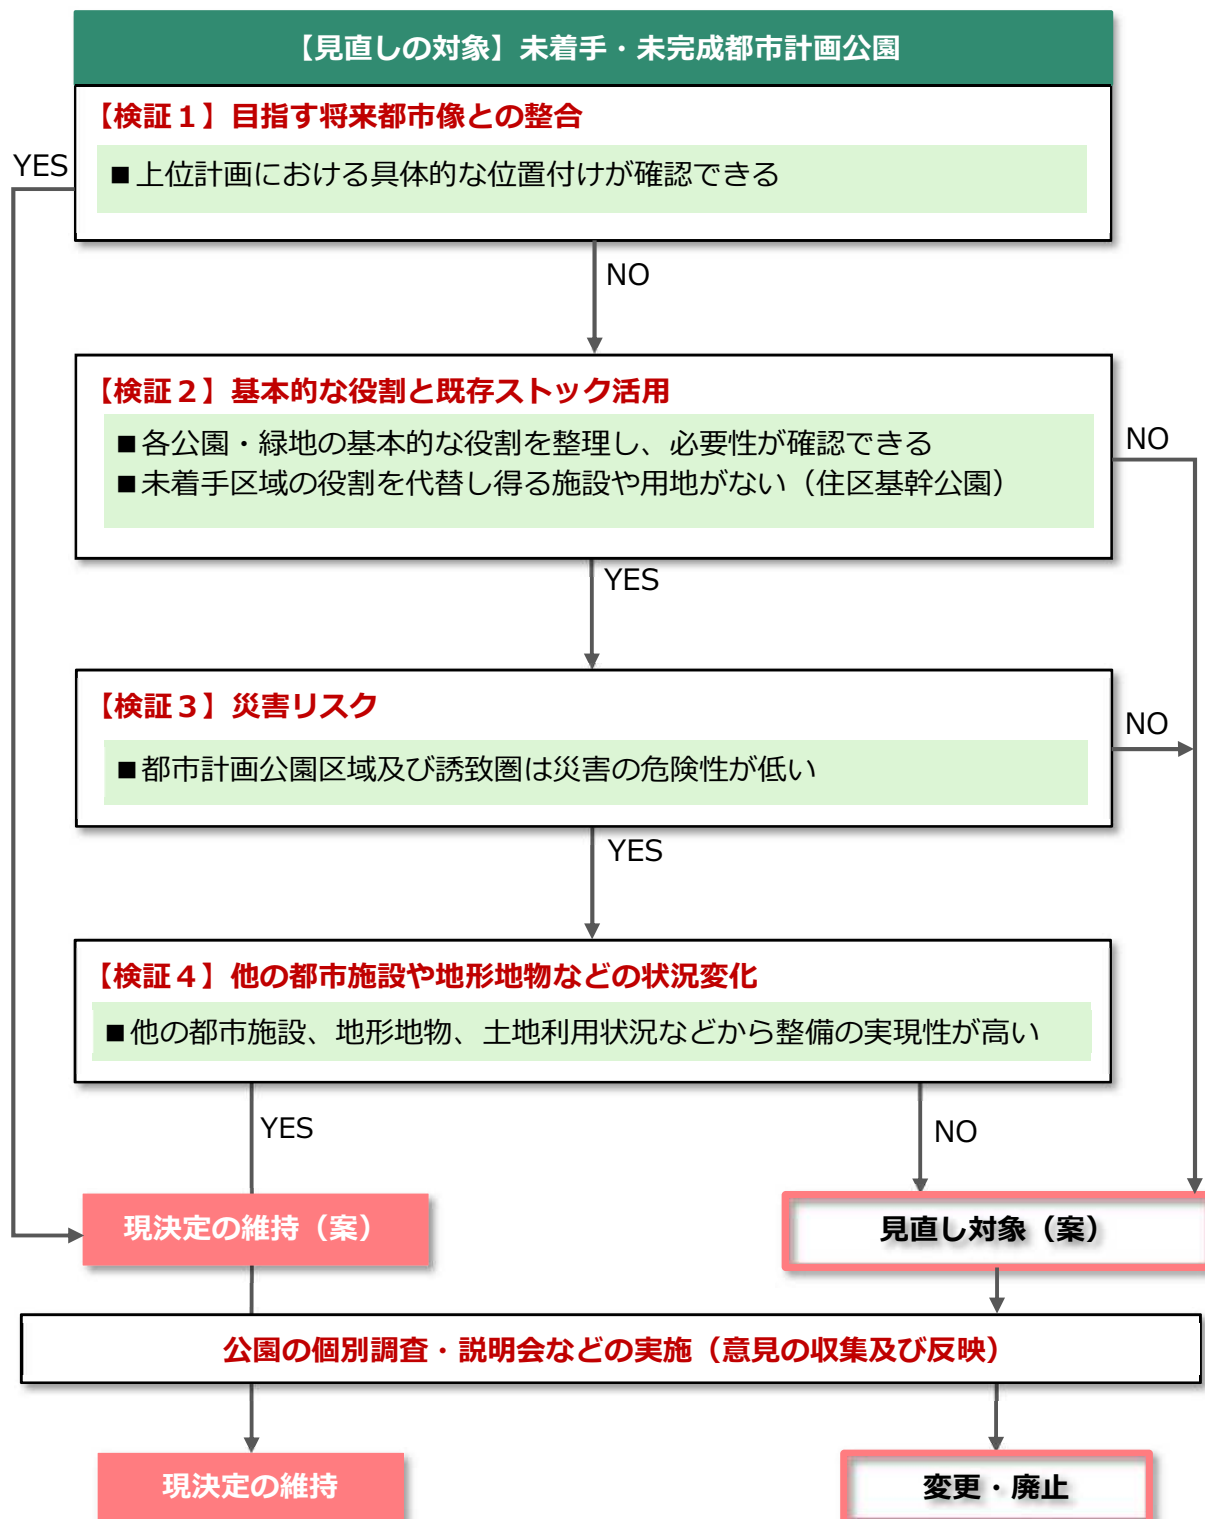 【見直しの対象】未着手・未完成都市計画公園
【検証１】目指す将来都市像との整合
YES
■上位計画における具体的な位置付けが確認できる
NO
【検証２】基本的な役割と既存ストック活用
■各公園・緑地の基本的な役割を整理し、必要性が確認できる
NO
■未着手区域の役割を代替し得る施設や用地がない（住区基幹公園）
YES
【検証３】災害リスク
NO
■都市計画公園区域及び誘致圏は災害の危険性が低い
YES
【検証４】他の都市施設や地形地物などの状況変化
■他の都市施設、地形地物、土地利用状況などから整備の実現性が高い
YES
NO
現決定の維持（案）
見直し対象（案）
公園の個別調査・説明会などの実施（意見の収集及び反映）
現決定の維持
変更・廃止